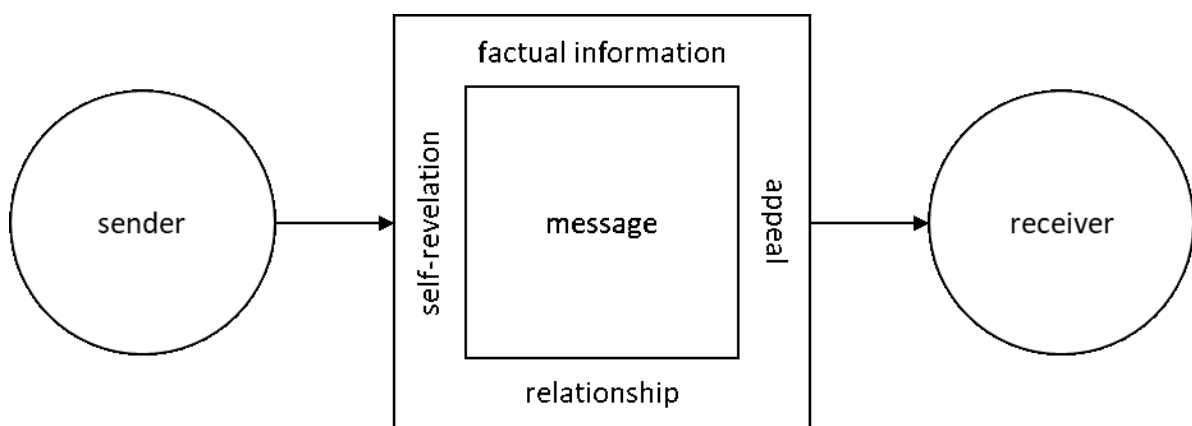 factual information
sender
self-revelation
message
appeal
receiver
relationship